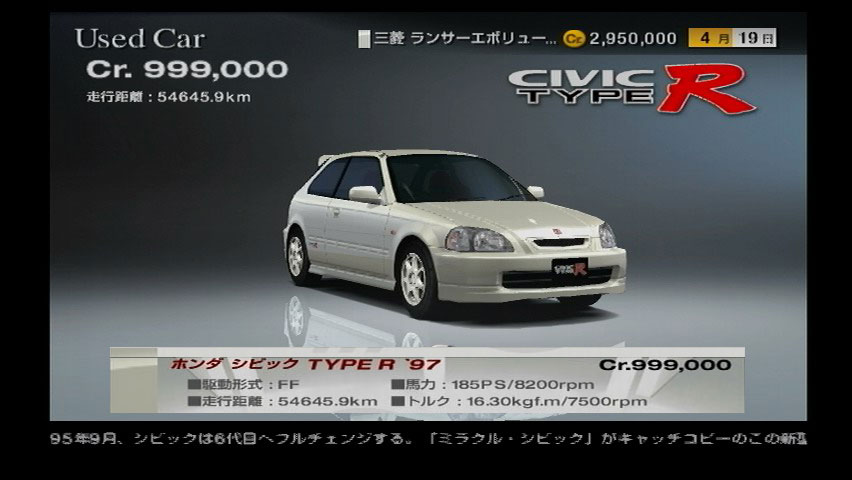 Used Car
三菱 ランサーエボリュー... Cr 2,950,000 4月 19日
Cr. 999,000
走行距離 : 54645.9km
CIVIC
TYPE R
CIVIC
TYPE R
ホンダ シビック TYPE R '97 Cr.999,000
■駆動形式 : FF ■馬力 : 185PS/8200rpm
■走行距離 : 54645.9km ■トルク : 16.30kgf.m/7500rpm
95年9月、シビックは6代目へフルチェンジする。「ミラクル・シビック」がキャッチコピーのこの新